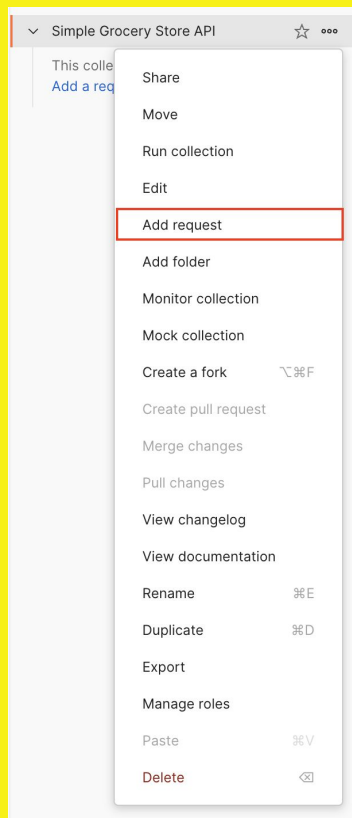 Simple Grocery Store API
This colle
Add a req
Share
Move
Run collection
Edit
Add request
Add folder
Monitor collection
Mock collection
Create a fork ⌥⌘F
Create pull request
Merge changes
Pull changes
View changelog
View documentation
Rename ⌘E
Duplicate ⌘D
Export
Manage roles
Paste ⌘V
Delete ⌫